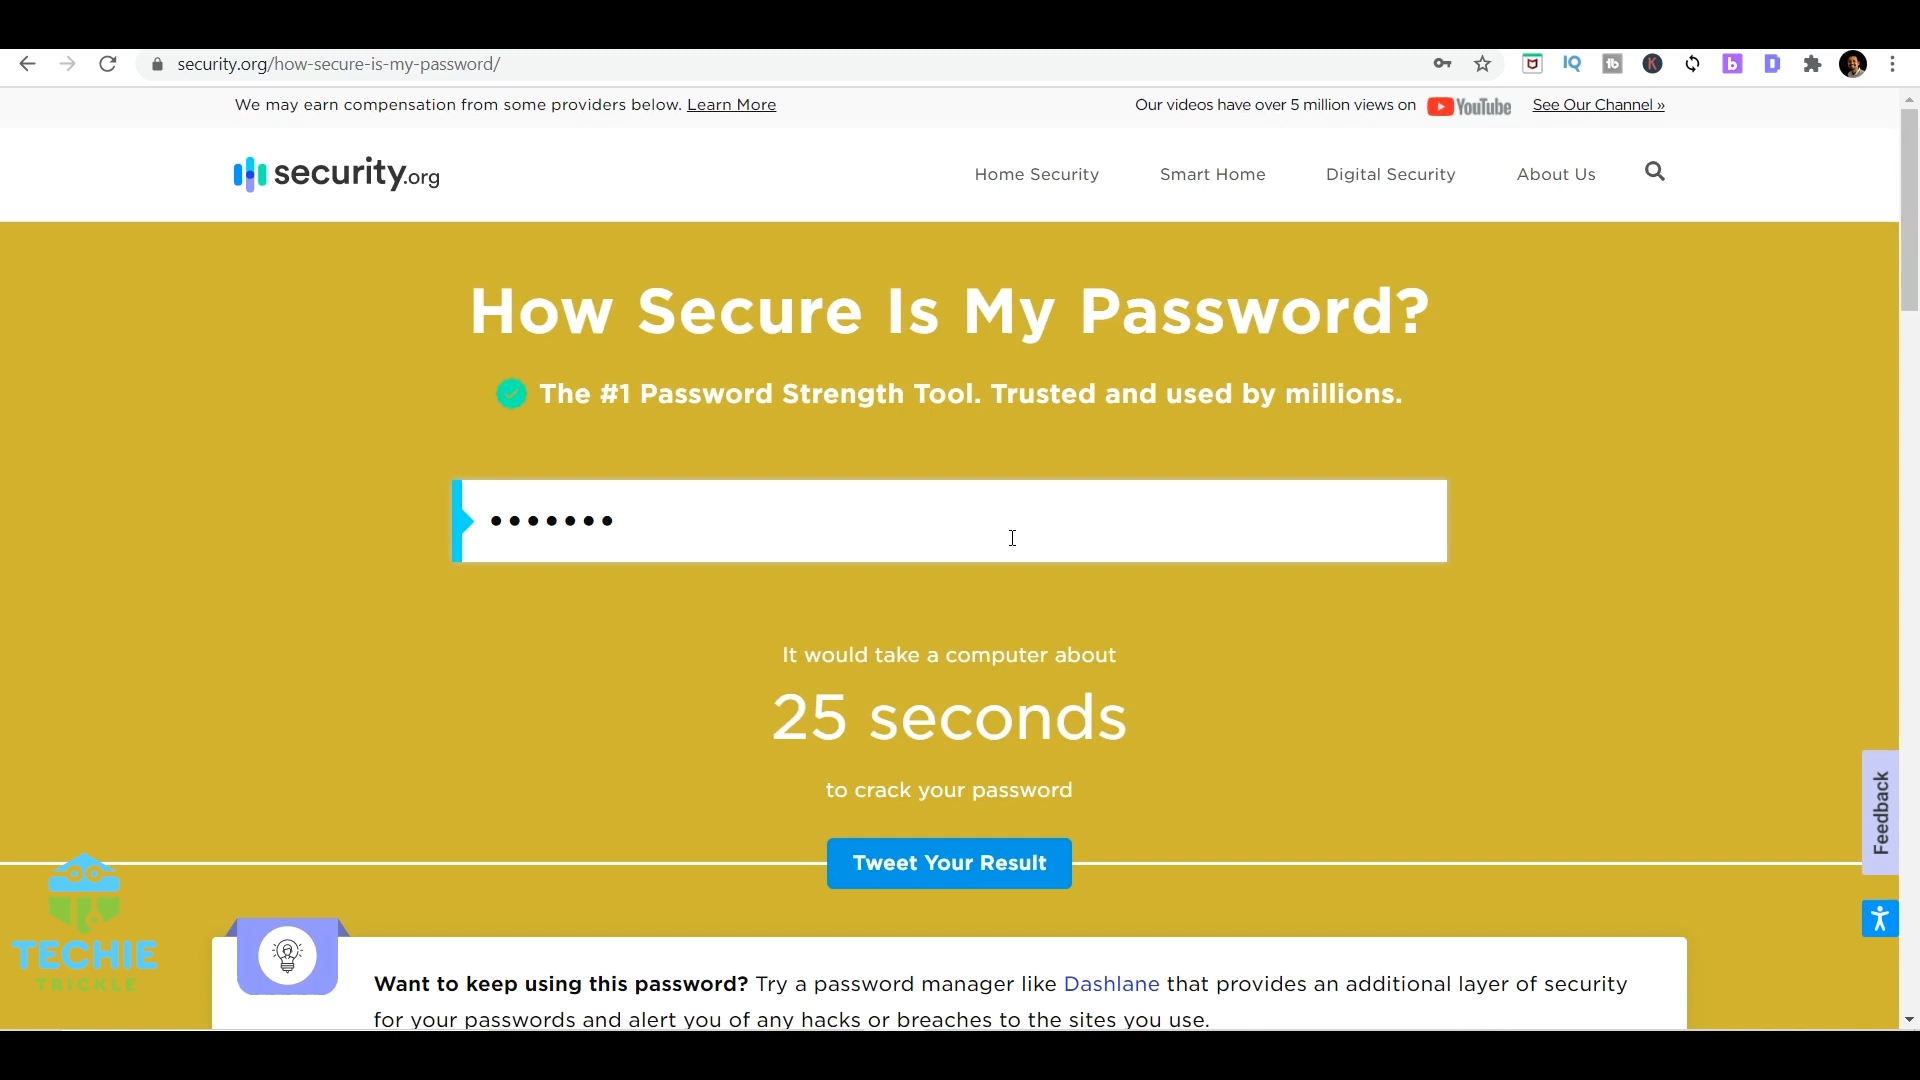 security.org/how-secure-is-my-password/
We may earn compensation from some providers below. Learn More
Our videos have over 5 million views on YouTube See Our Channel »
security.org
Home Security Smart Home Digital Security About Us
How Secure Is My Password?
The #1 Password Strength Tool. Trusted and used by millions.
•••••••
It would take a computer about
25 seconds
to crack your password
Tweet Your Result
Feedback
TECHIE
TRICKLE
Want to keep using this password? Try a password manager like Dashlane that provides an additional layer of security
for your passwords and alert you of any hacks or breaches to the sites you use.